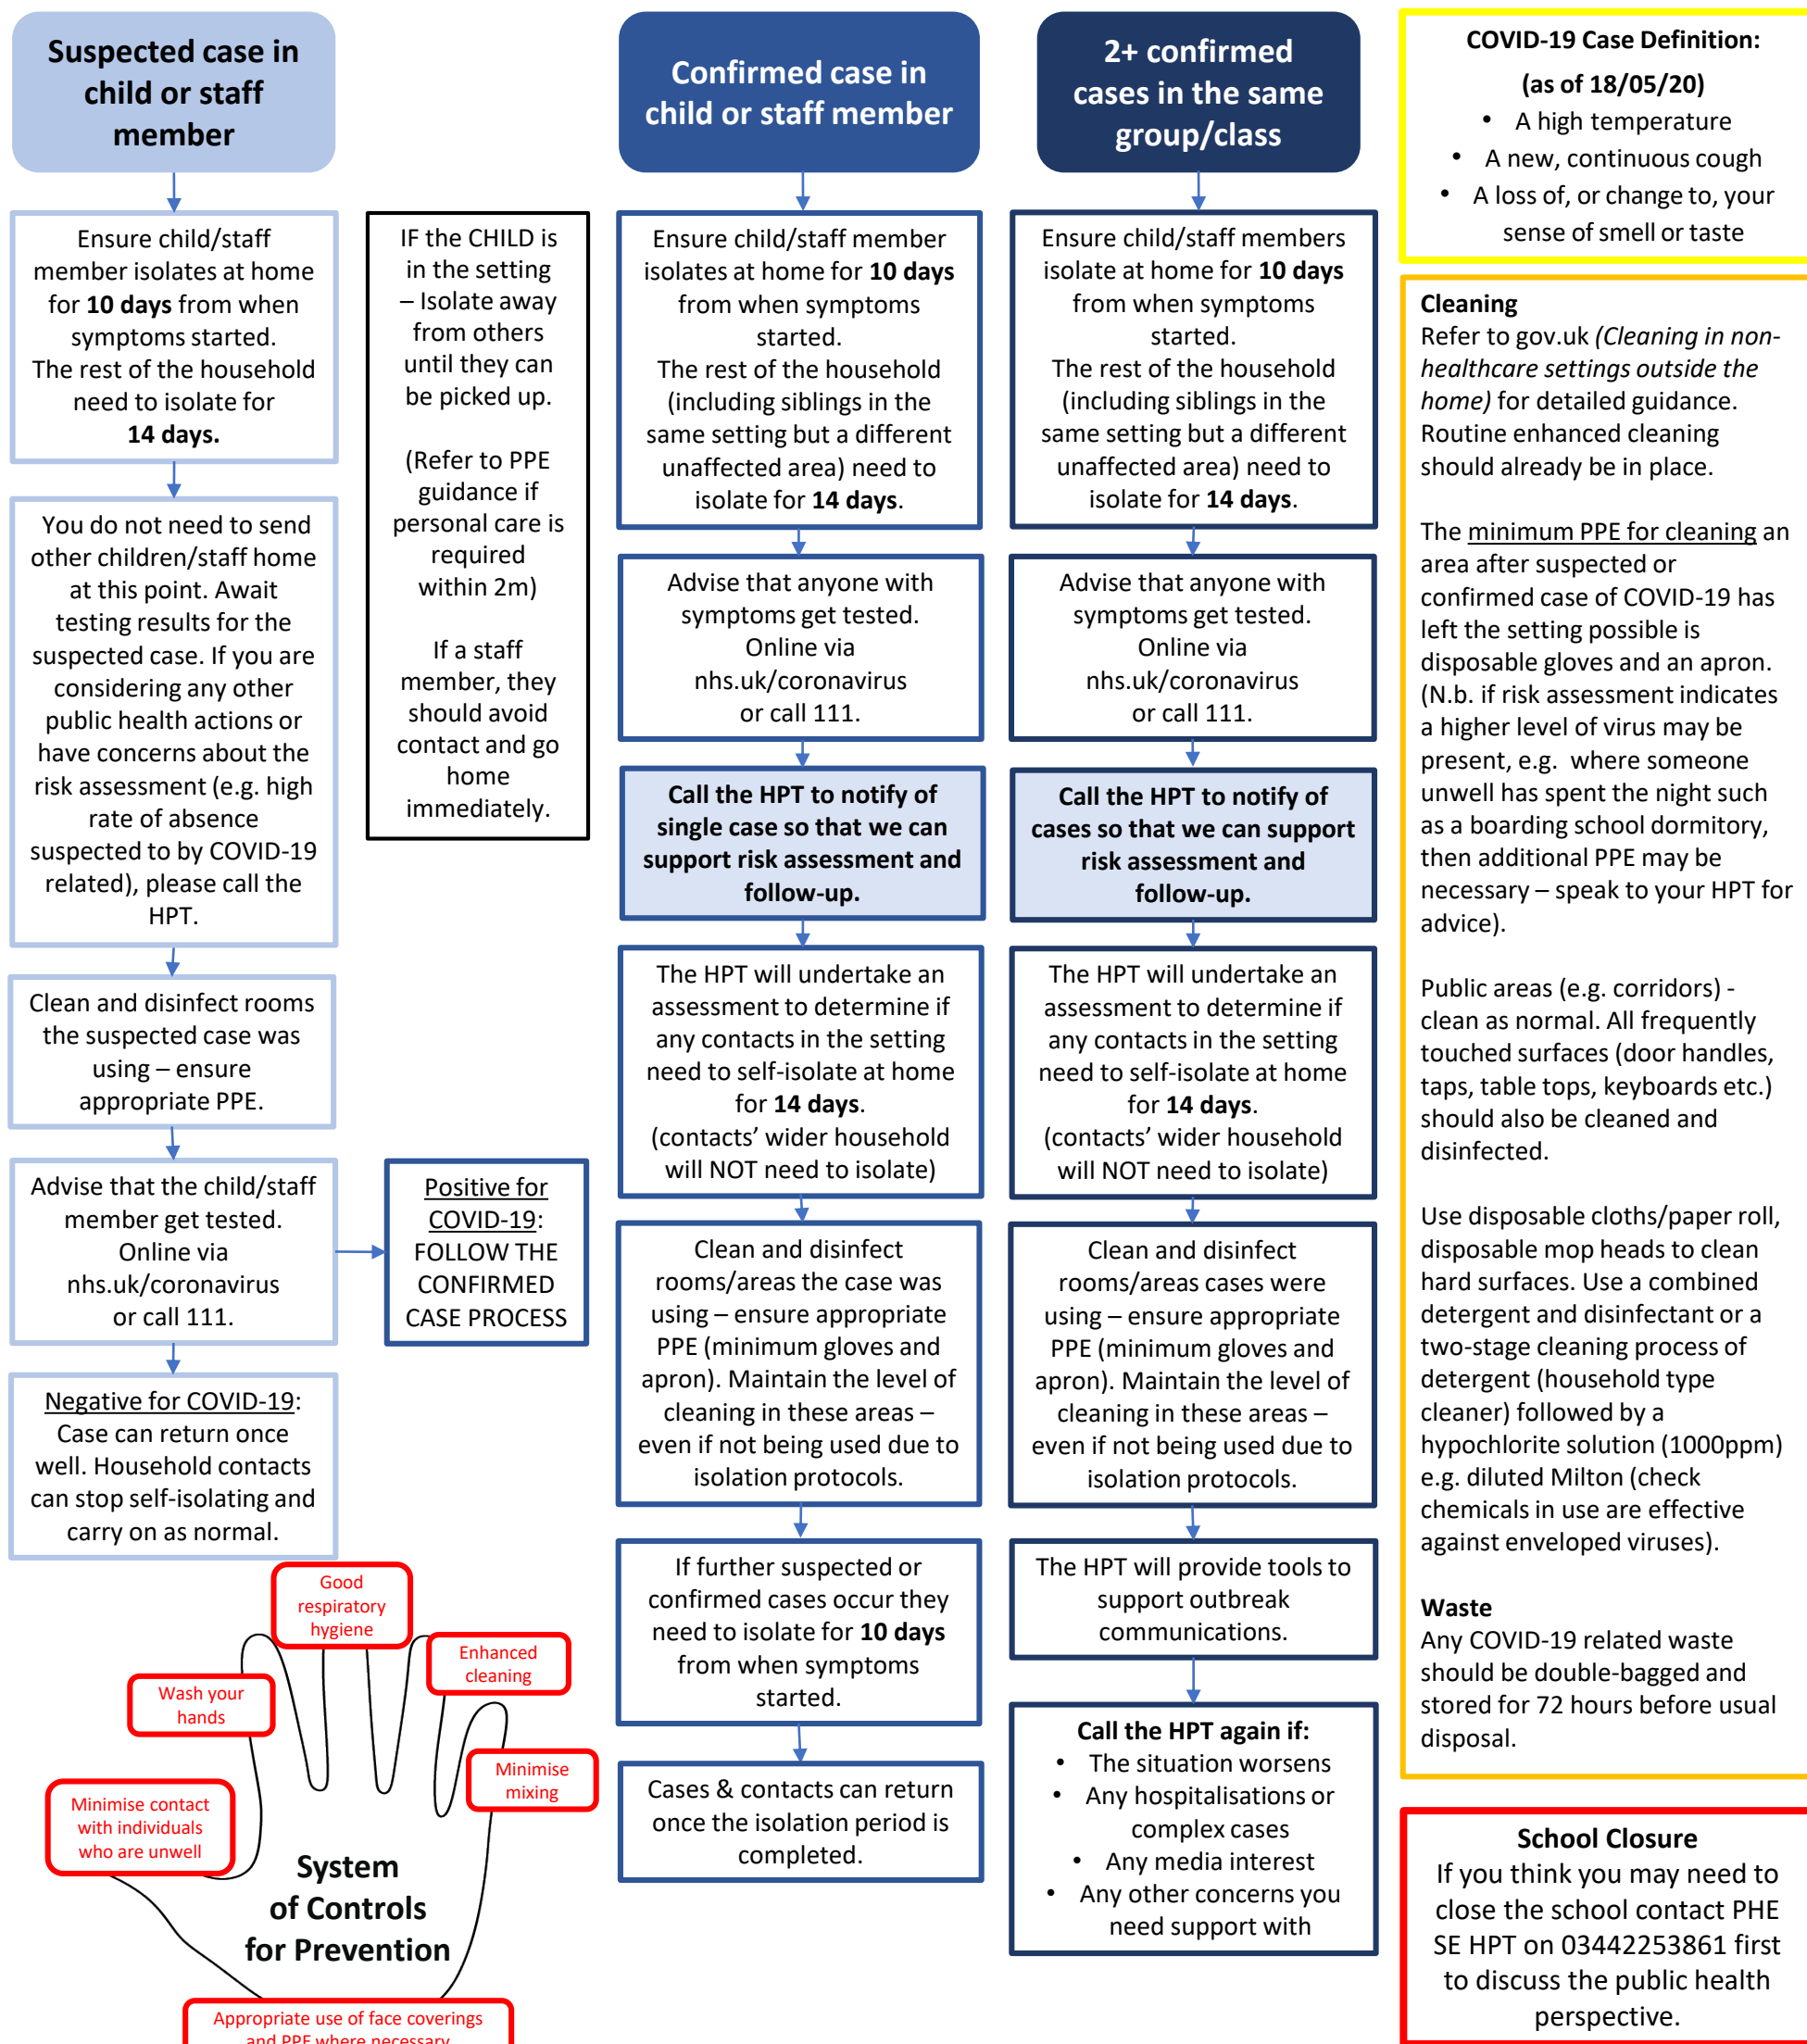 Suspected case in
child or staff
member
Ensure child/staff
member isolates at home
for 10 days from when
symptoms started.
The rest of the household
need to isolate for
14 days.
You do not need to send
other children/staff home
at this point. Await
testing results for the
suspected case. If you are
considering any other
public health actions or
have concerns about the
risk assessment (e.g. high
rate of absence
suspected to by COVID-19
related), please call the
HPT.
Clean and disinfect rooms
the suspected case was
using – ensure
appropriate PPE.
Advise that the child/staff
member get tested.
Online via
nhs.uk/coronavirus
or call 111.
Negative for COVID-19:
Case can return once
well. Household contacts
can stop self-isolating and
carry on as normal.
IF the CHILD is
in the setting
– Isolate away
from others
until they can
be picked up.
(Refer to PPE
guidance if
personal care is
required
within 2m)
If a staff
member, they
should avoid
contact and go
home
immediately.
Positive for
COVID-19:
FOLLOW THE
CONFIRMED
CASE PROCESS
Good
respiratory
hygiene
Enhanced
cleaning
Wash your
hands
Minimise
mixing
Minimise contact
with individuals
who are unwell
System
of Controls
for Prevention
Appropriate use of face coverings
and PPE where necessary
Confirmed case in
child or staff member
Ensure child/staff member
isolates at home for 10 days
from when symptoms
started.
The rest of the household
(including siblings in the
same setting but a different
unaffected area) need to
isolate for 14 days.
Advise that anyone with
symptoms get tested.
Online via
nhs.uk/coronavirus
or call 111.
Call the HPT to notify of
single case so that we can
support risk assessment and
follow-up.
The HPT will undertake an
assessment to determine if
any contacts in the setting
need to self-isolate at home
for 14 days.
(contacts’ wider household
will NOT need to isolate)
Clean and disinfect
rooms/areas the case was
using – ensure appropriate
PPE (minimum gloves and
apron). Maintain the level of
cleaning in these areas –
even if not being used due to
isolation protocols.
If further suspected or
confirmed cases occur they
need to isolate for 10 days
from when symptoms
started.
Cases & contacts can return
once the isolation period is
completed.
2+ confirmed
cases in the same
group/class
Ensure child/staff members
isolate at home for 10 days
from when symptoms
started.
The rest of the household
(including siblings in the
same setting but a different
unaffected area) need to
isolate for 14 days.
Advise that anyone with
symptoms get tested.
Online via
nhs.uk/coronavirus
or call 111.
Call the HPT to notify of
cases so that we can support
risk assessment and
follow-up.
The HPT will undertake an
assessment to determine if
any contacts in the setting
need to self-isolate at home
for 14 days.
(contacts’ wider household
will NOT need to isolate)
Clean and disinfect
rooms/areas cases were
using – ensure appropriate
PPE (minimum gloves and
apron). Maintain the level of
cleaning in these areas –
even if not being used due to
isolation protocols.
The HPT will provide tools to
support outbreak
communications.
Call the HPT again if:
• The situation worsens
• Any hospitalisations or
complex cases
• Any media interest
• Any other concerns you
need support with
COVID-19 Case Definition:
(as of 18/05/20)
• A high temperature
• A new, continuous cough
• A loss of, or change to, your
sense of smell or taste
Cleaning
Refer to gov.uk (Cleaning in non-
healthcare settings outside the
home) for detailed guidance.
Routine enhanced cleaning
should already be in place.
The minimum PPE for cleaning an
area after suspected or
confirmed case of COVID-19 has
left the setting possible is
disposable gloves and an apron.
(N.b. if risk assessment indicates
a higher level of virus may be
present, e.g. where someone
unwell has spent the night such
as a boarding school dormitory,
then additional PPE may be
necessary – speak to your HPT for
advice).
Public areas (e.g. corridors) -
clean as normal. All frequently
touched surfaces (door handles,
taps, table tops, keyboards etc.)
should also be cleaned and
disinfected.
Use disposable cloths/paper roll,
disposable mop heads to clean
hard surfaces. Use a combined
detergent and disinfectant or a
two-stage cleaning process of
detergent (household type
cleaner) followed by a
hypochlorite solution (1000ppm)
e.g. diluted Milton (check
chemicals in use are effective
against enveloped viruses).
Waste
Any COVID-19 related waste
should be double-bagged and
stored for 72 hours before usual
disposal.
School Closure
If you think you may need to
close the school contact PHE
SE HPT on 03442253861 first
to discuss the public health
perspective.